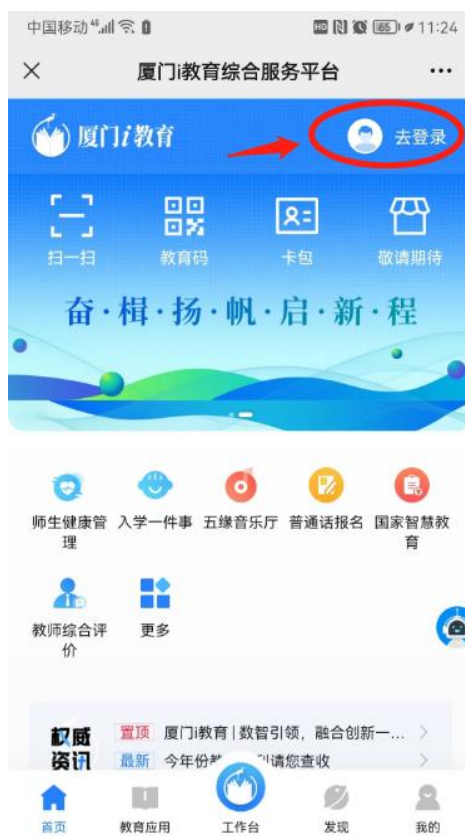 中国移动 46 HD 65 11:24
厦门i教育综合服务平台
厦门i教育
去登录
扫一扫 教育码 卡包 敬请期待
奋·楫·扬·帆·启·新·程
师生健康管理 入学一件事 五缘音乐厅 普通话报名 国家智慧教育
教师综合评价 更多
权威资讯
置顶 厦门i教育|数智引领，融合创新一...
最新 今年份教 请您查收
首页 教育应用 工作台 发现 我的